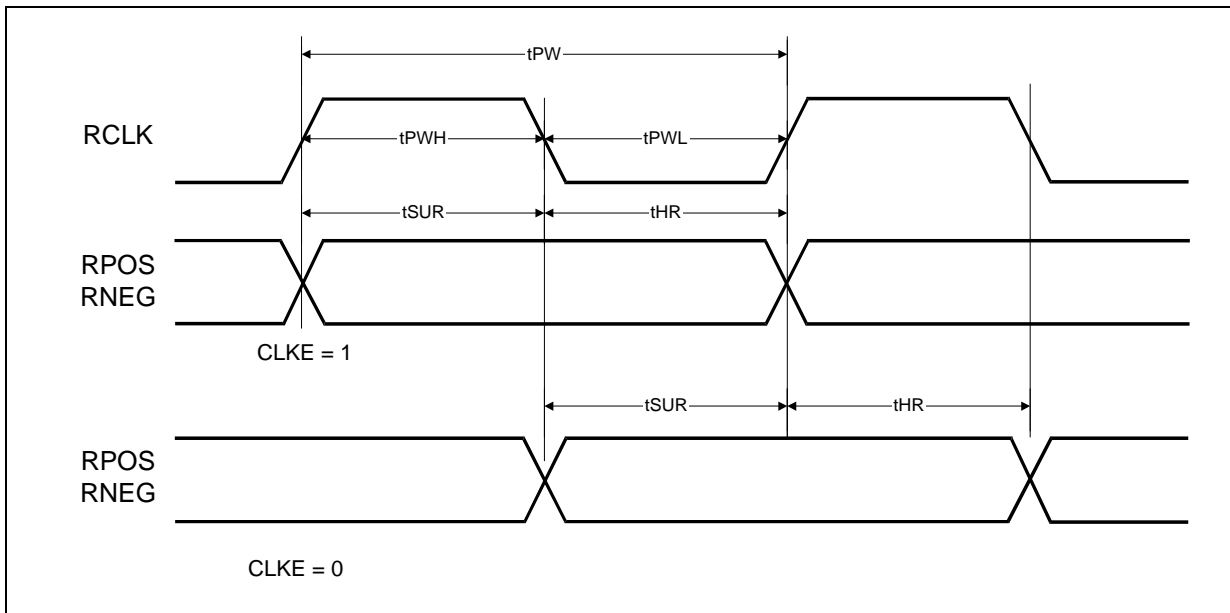 tPW
RCLK
tPWH
tPWL
tSUR
tHR
RPOS
RNEG
CLKE = 1
tSUR
tHR
RPOS
RNEG
CLKE = 0